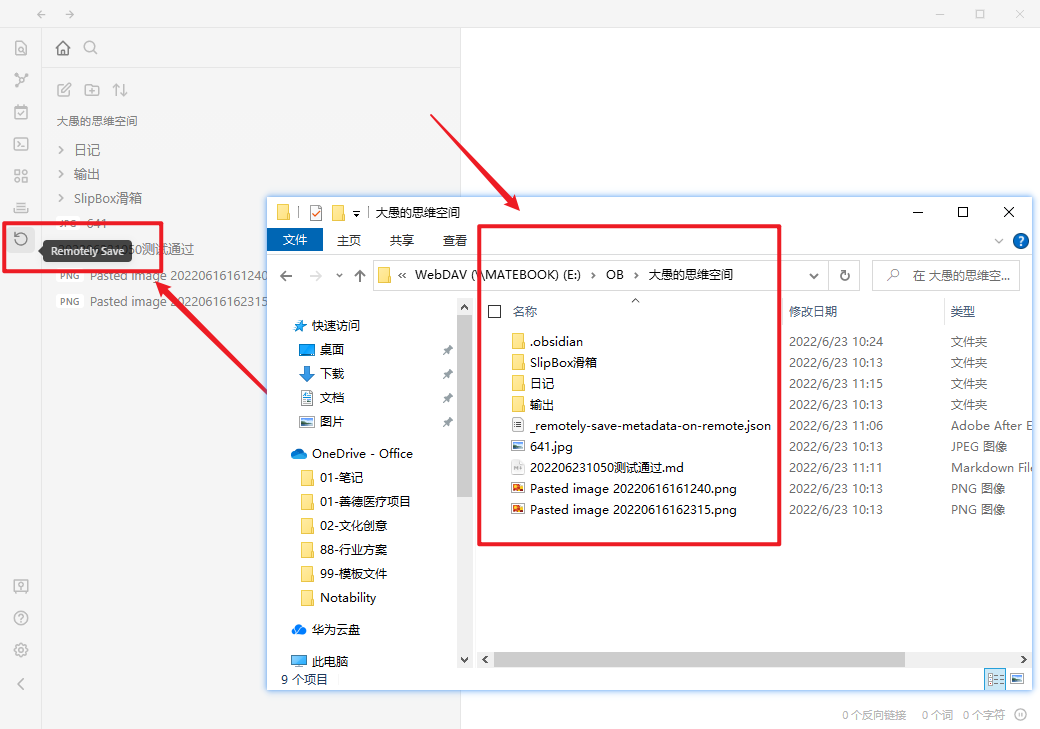 大愚的思维空间
日记
输出
SlipBox滑箱
JPG 641
Remotely Save
50测试通过
PNG Pasted image 20220616161240
PNG Pasted image 20220616162315
大愚的思维空间
文件 主页 共享 查看
« WebDAV (\\MATEBOOK) (E:) › OB › 大愚的思维空间
在 大愚的思维空...
快速访问
桌面
下载
文档
图片
OneDrive - Office
01-笔记
01-善德医疗项目
02-文化创意
88-行业方案
99-模板文件
Notability
华为云盘
此电脑
名称 修改日期 类型
.obsidian 2022/6/23 10:24 文件夹
SlipBox滑箱 2022/6/23 10:13 文件夹
日记 2022/6/23 11:15 文件夹
输出 2022/6/23 10:13 文件夹
_remotely-save-metadata-on-remote.json 2022/6/23 11:06 Adobe After E
641.jpg 2022/6/23 10:13 JPEG 图像
202206231050测试通过.md 2022/6/23 11:11 Markdown File
Pasted image 20220616161240.png 2022/6/23 10:13 PNG 图像
Pasted image 20220616162315.png 2022/6/23 10:13 PNG 图像
9 个项目
0 个反向链接 0 个词 0 个字符